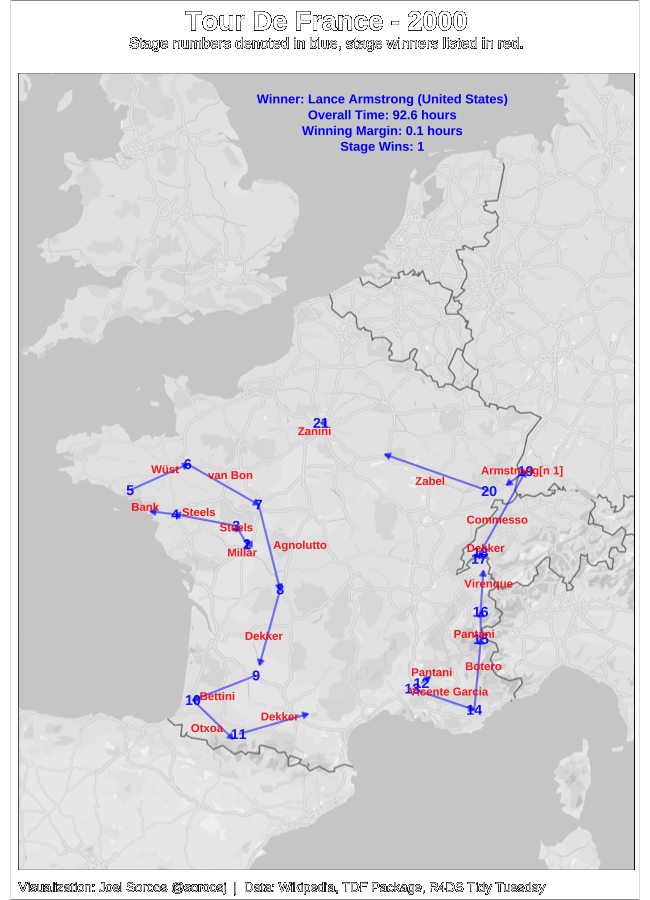 Tour De France - 2000
Stage numbers denoted in blue, stage winners listed in red.
Winner: Lance Armstrong (United States)
Overall Time: 92.6 hours
Winning Margin: 0.1 hours
Stage Wins: 1
21
Zanini
6
Wüst
van Bon
Armstrong[n 1]
19
5
Zabel
20
7
Bank
4
Steels
Commesso
3
Steels
2
Millar
Agnolutto
Dekker
17
Virenque
8
16
Dekker
Pantani
15
Botero
9
Pantani
12
13
Vicente Garcia
Bettini
10
14
Dekker
Otxoa
11
Visualization: Joel Soroos @soroosj | Data: Wikipedia, TDF Package, R4DS Tidy Tuesday